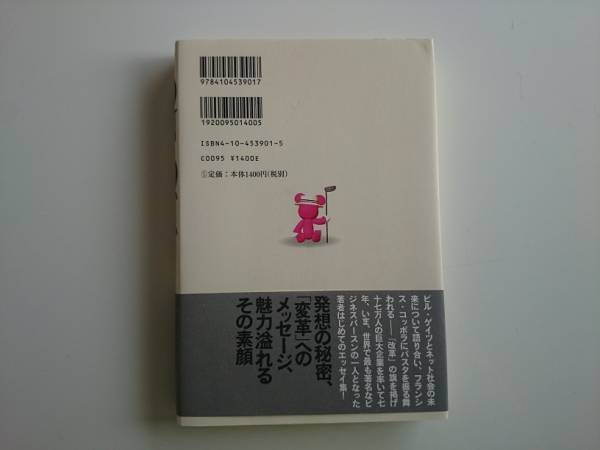 9784104539017
1920095014005
ISBN4-10-453901-5
C0095 ¥1400E
定価：本体1400円(税別)
発想の秘密、
「変革」への
メッセージ、
魅力溢れる
その素顔
ビル・ゲイツとネット社会の未
来について語り合い、フランシ
ス・コッポラにパスタを振る舞
われる――「改革」の旗を掲げ
十七万人の巨大企業を率いて七
年、いま、世界で最も著名なビ
ジネスパースンの一人となった
著者はじめてのエッセイ集！